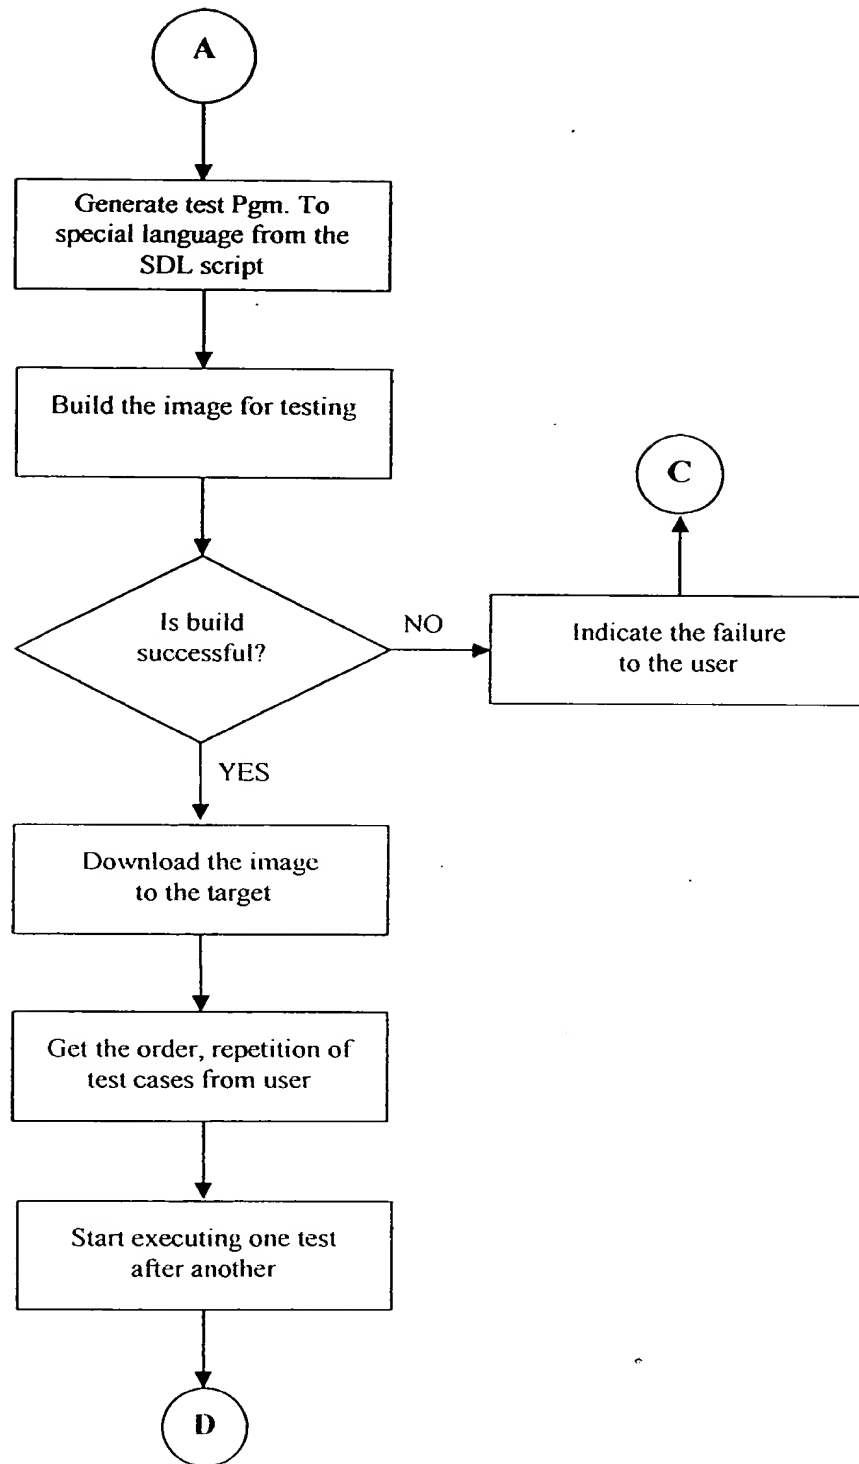 A
Generate test Pgm. To
special language from the
SDL script
Build the image for testing
C
Is build
successful?
NO
Indicate the failure
to the user
YES
Download the image
to the target
Get the order, repetition of
test cases from user
Start executing one test
after another
D